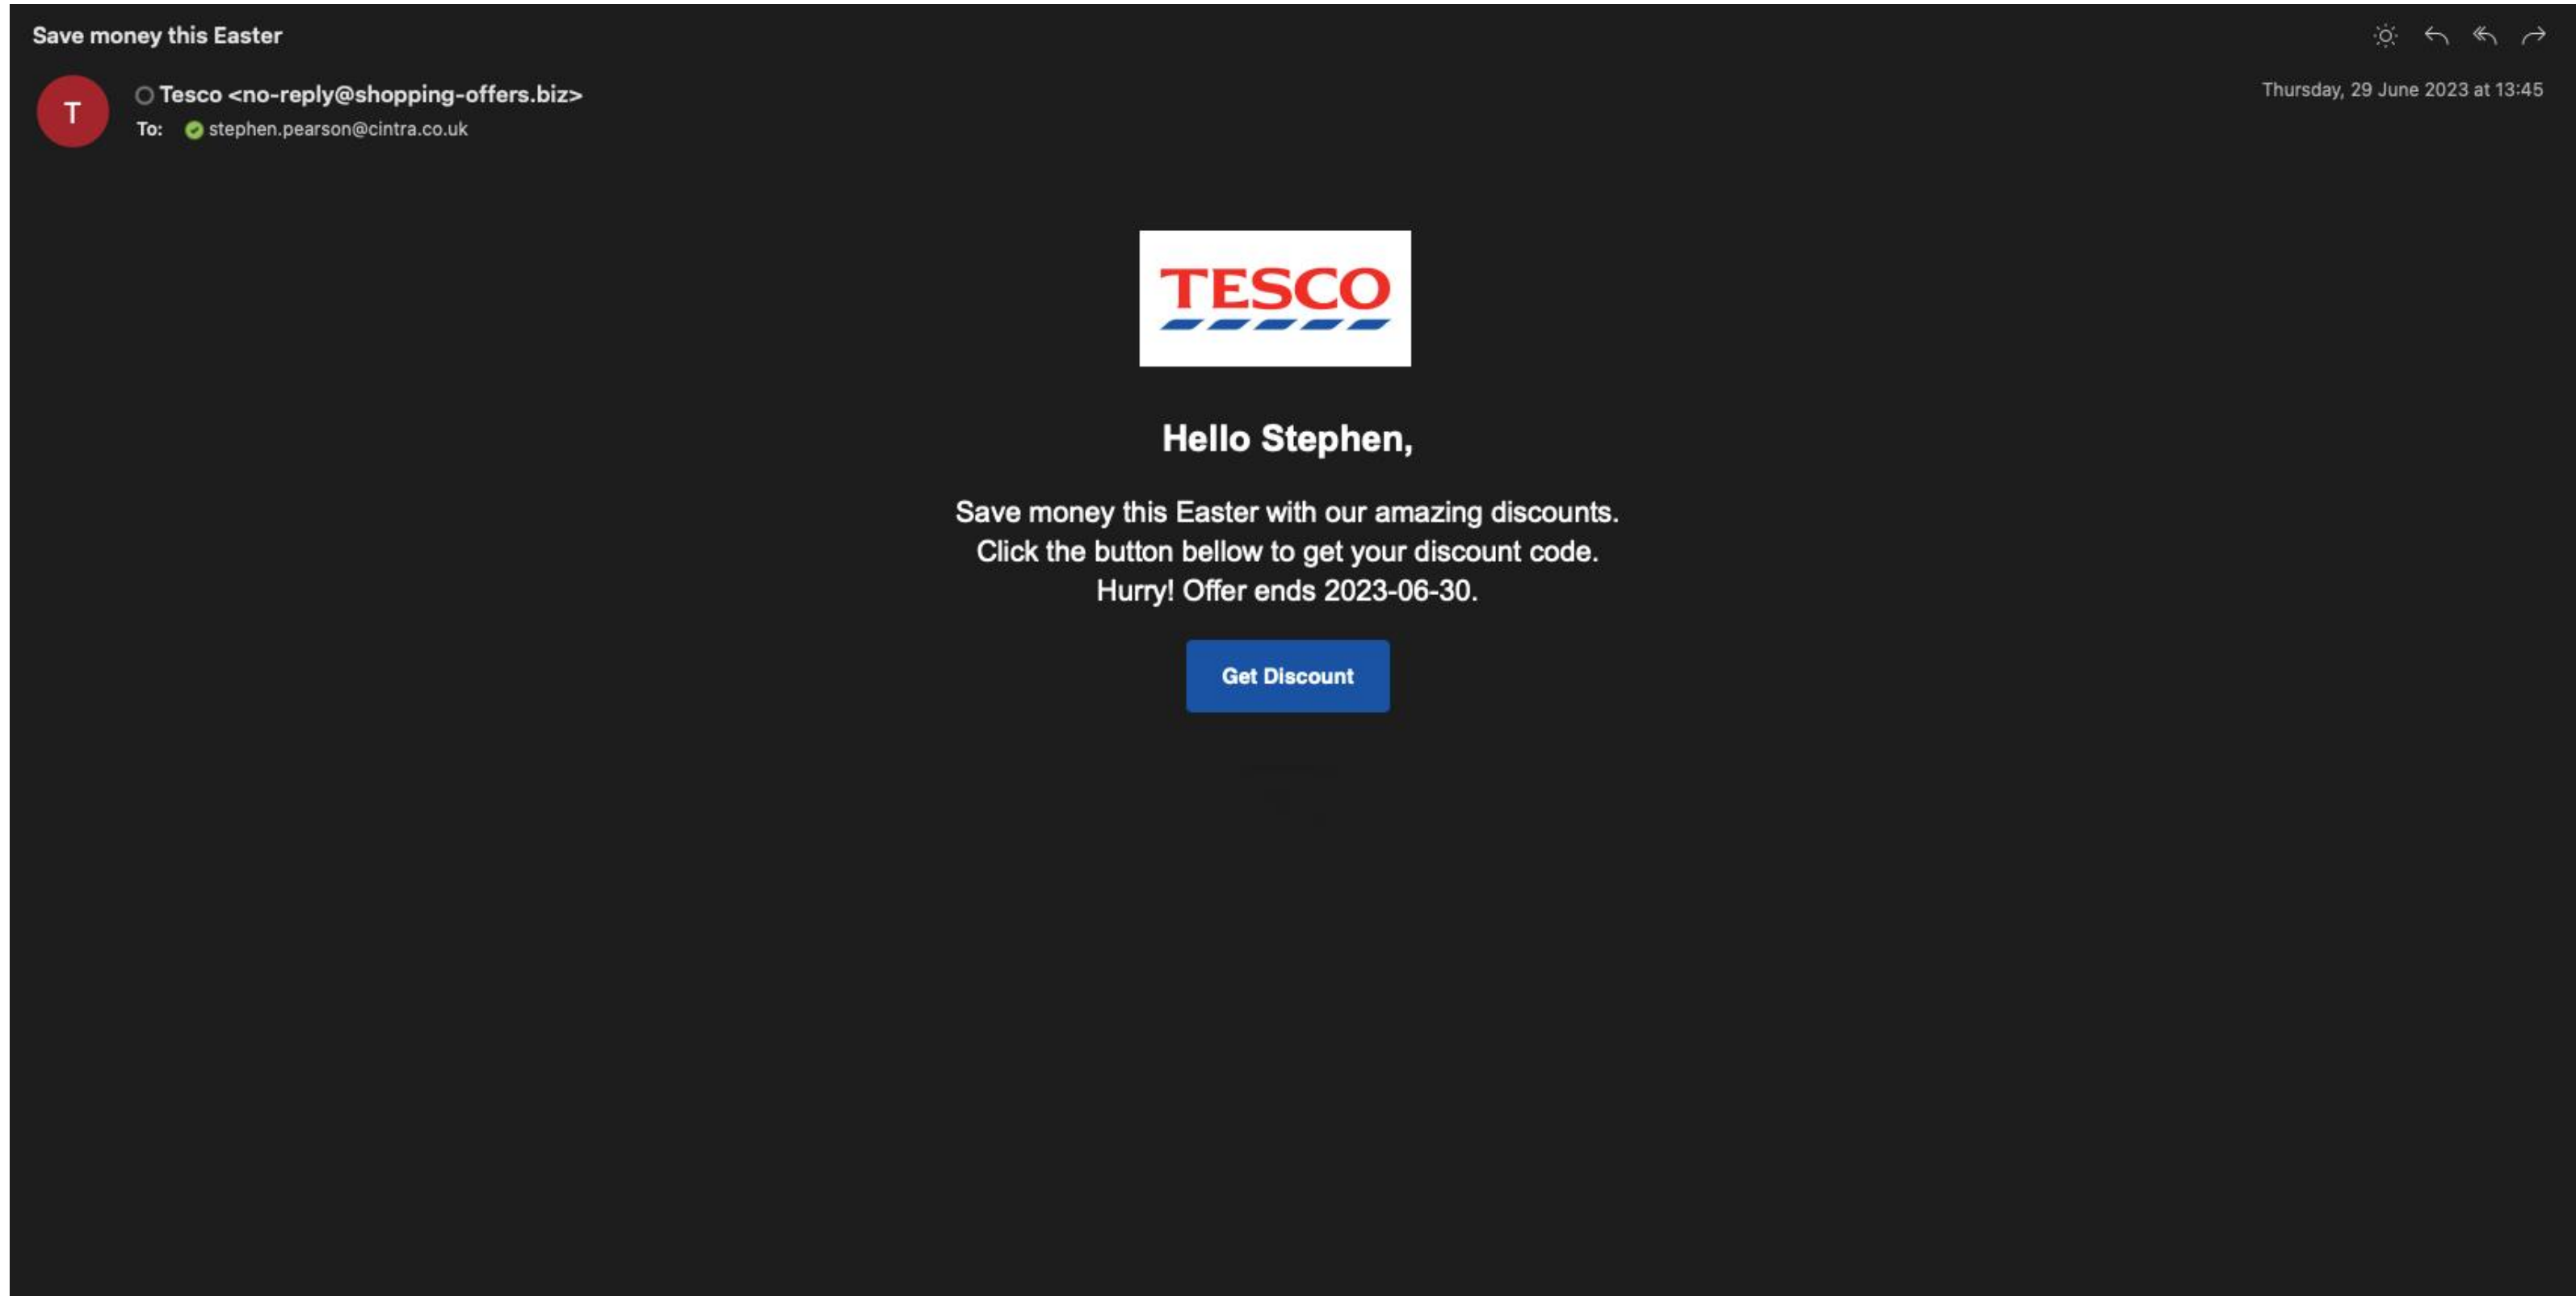 Save money this Easter
T
Tesco <no-reply@shopping-offers.biz>
Thursday, 29 June 2023 at 13:45
To: stephen.pearson@cintra.co.uk
TESCO
Hello Stephen,
Save money this Easter with our amazing discounts.
Click the button bellow to get your discount code.
Hurry! Offer ends 2023-06-30.
Get Discount